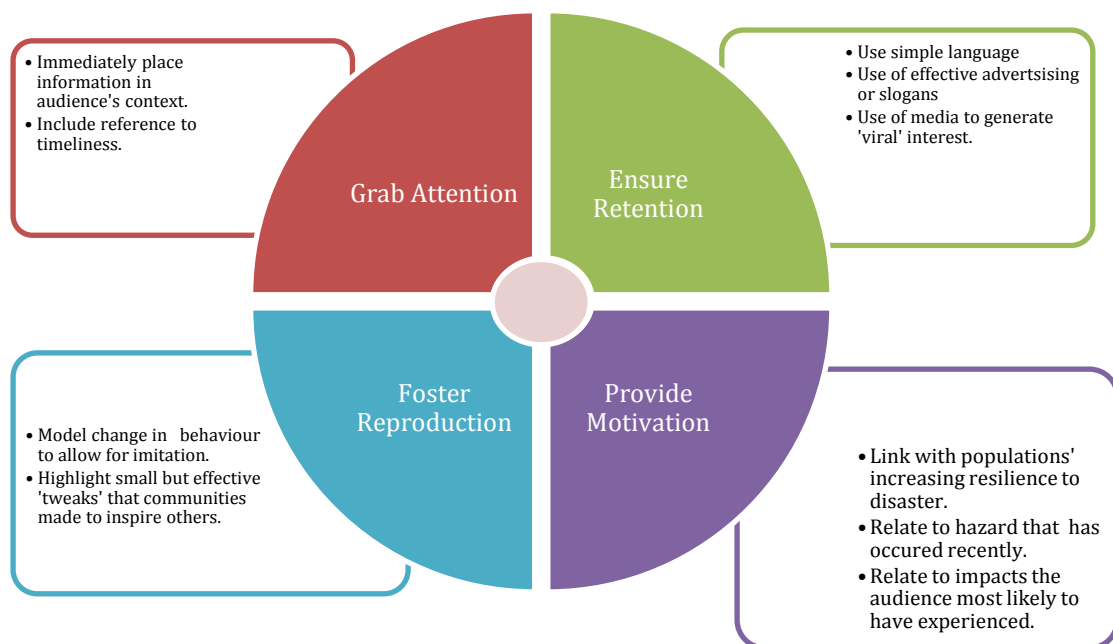 • Immediately place
information in
audience's context.
• Include reference to
timeliness.
• Use simple language
• Use of effective advertsising
or slogans
• Use of media to generate
'viral' interest.
Grab Attention
Ensure
Retention
Foster
Reproduction
Provide
Motivation
• Model change in behaviour
to allow for imitation.
• Highlight small but effective
'tweaks' that communities
made to inspire others.
• Link with populations'
increasing resilience to
disaster.
• Relate to hazard that has
occured recently.
• Relate to impacts the
audience most likely to
have experienced.